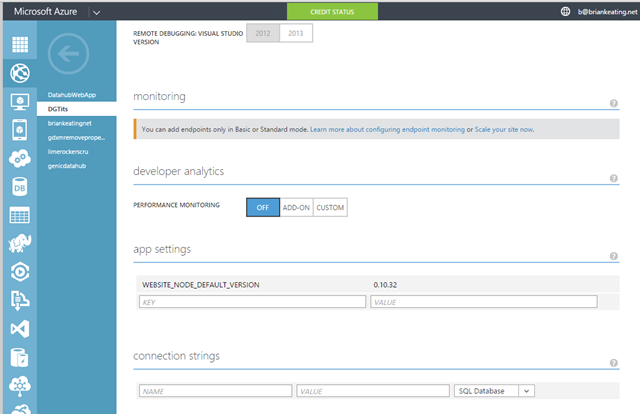 Microsoft Azure
CREDIT STATUS
b@briankeating.net
DatahubWebApp
DGTits
briankeatingnet
gdxmremoveprope...
limerockerscru
genicdatahub
DB
REMOTE DEBUGGING: VISUAL STUDIO
VERSION
2012
2013
monitoring
?
You can add endpoints only in Basic or Standard mode. Learn more about configuring endpoint monitoring or Scale your site now.
developer analytics
?
PERFORMANCE MONITORING
OFF
ADD-ON
CUSTOM
app settings
?
WEBSITE_NODE_DEFAULT_VERSION
0.10.32
KEY
VALUE
connection strings
?
NAME
VALUE
SQL Database